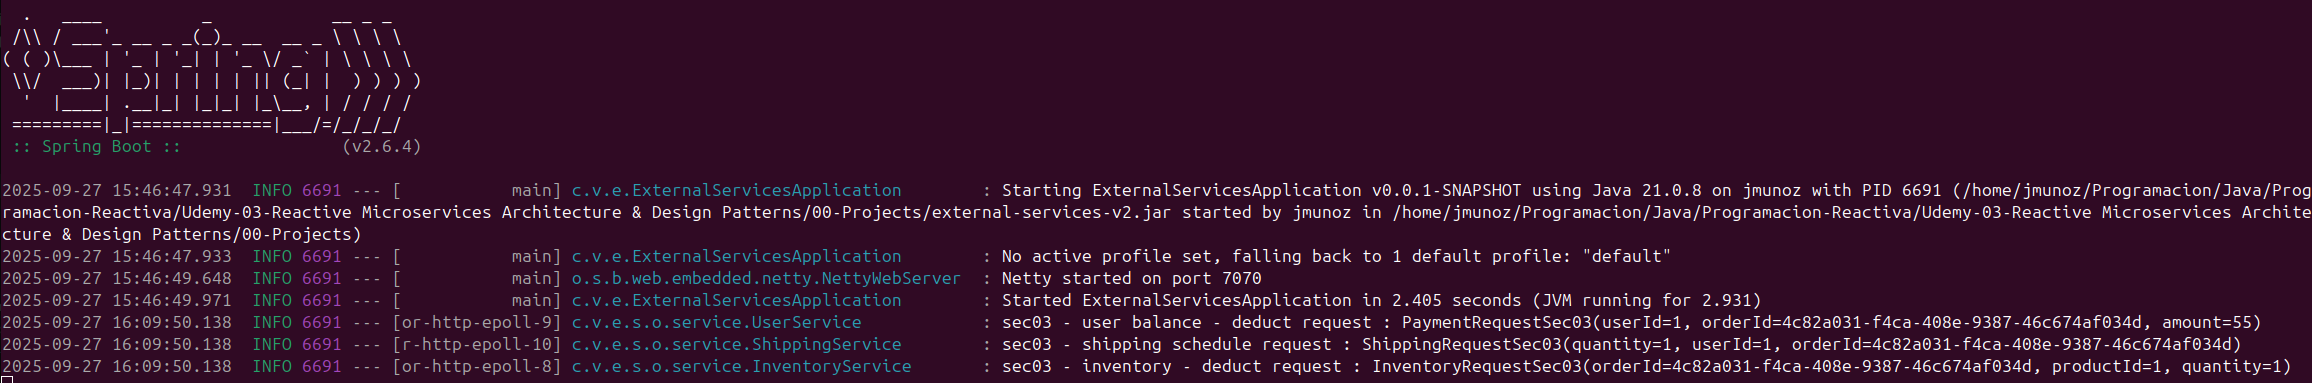 .   ____          _            __ _ _
 /\\ / ___'_ __ _ _(_)_ __  __ _ \ \ \ \
( ( )\___ | '_ | '_| | '_ \/ _` | \ \ \ \
 \\/  ___)| |_)| | | | | || (_| |  ) ) ) )
  '  |____| .__|_| |_|_| |_\__, | / / / /
 =========|_|==============|___/=/_/_/_/
 :: Spring Boot ::                (v2.6.4)

2025-09-27 15:46:47.931  INFO 6691 --- [           main] c.v.e.ExternalServicesApplication        : Starting ExternalServicesApplication v0.0.1-SNAPSHOT using Java 21.0.8 on jmunoz with PID 6691 (/home/jmunoz/Programacion/Java/Prog
ramacion-Reactiva/Udemy-03-Reactive Microservices Architecture & Design Patterns/00-Projects/external-services-v2.jar started by jmunoz in /home/jmunoz/Programacion/Java/Programacion-Reactiva/Udemy-03-Reactive Microservices Archite
cture & Design Patterns/00-Projects)
2025-09-27 15:46:47.933  INFO 6691 --- [           main] c.v.e.ExternalServicesApplication        : No active profile set, falling back to 1 default profile: "default"
2025-09-27 15:46:49.648  INFO 6691 --- [           main] o.s.b.web.embedded.netty.NettyWebServer  : Netty started on port 7070
2025-09-27 15:46:49.971  INFO 6691 --- [           main] c.v.e.ExternalServicesApplication        : Started ExternalServicesApplication in 2.405 seconds (JVM running for 2.931)
2025-09-27 16:09:50.138  INFO 6691 --- [or-http-epoll-9] c.v.e.s.o.service.UserService            : sec03 - user balance - deduct request : PaymentRequestSec03(userId=1, orderId=4c82a031-f4ca-408e-9387-46c674af034d, amount=55)
2025-09-27 16:09:50.138  INFO 6691 --- [r-http-epoll-10] c.v.e.s.o.service.ShippingService        : sec03 - shipping schedule request : ShippingRequestSec03(quantity=1, userId=1, orderId=4c82a031-f4ca-408e-9387-46c674af034d)
2025-09-27 16:09:50.138  INFO 6691 --- [or-http-epoll-8] c.v.e.s.o.service.InventoryService       : sec03 - inventory - deduct request : InventoryRequestSec03(orderId=4c82a031-f4ca-408e-9387-46c674af034d, productId=1, quantity=1)